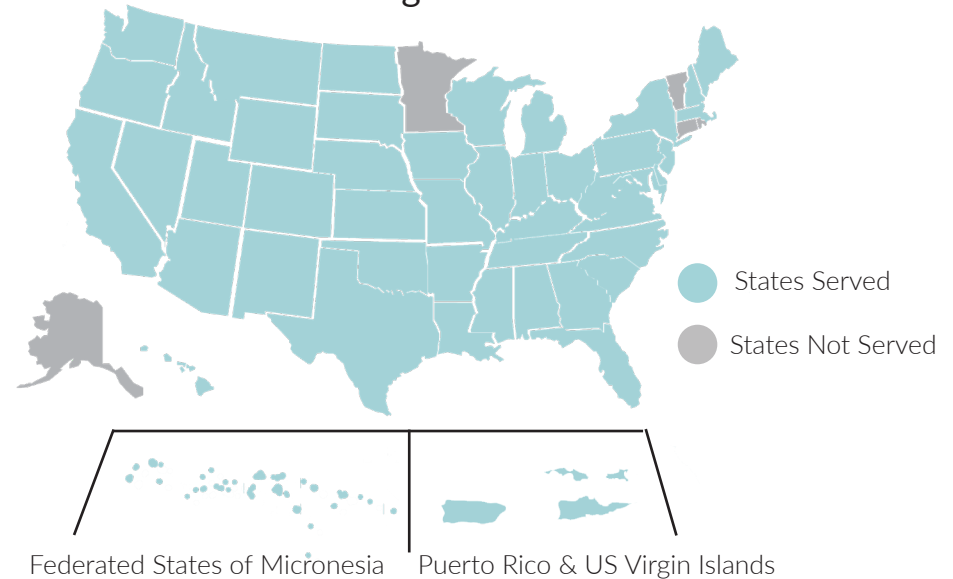 States Served
States Not Served
Federated States of Micronesia
Puerto Rico & US Virgin Islands